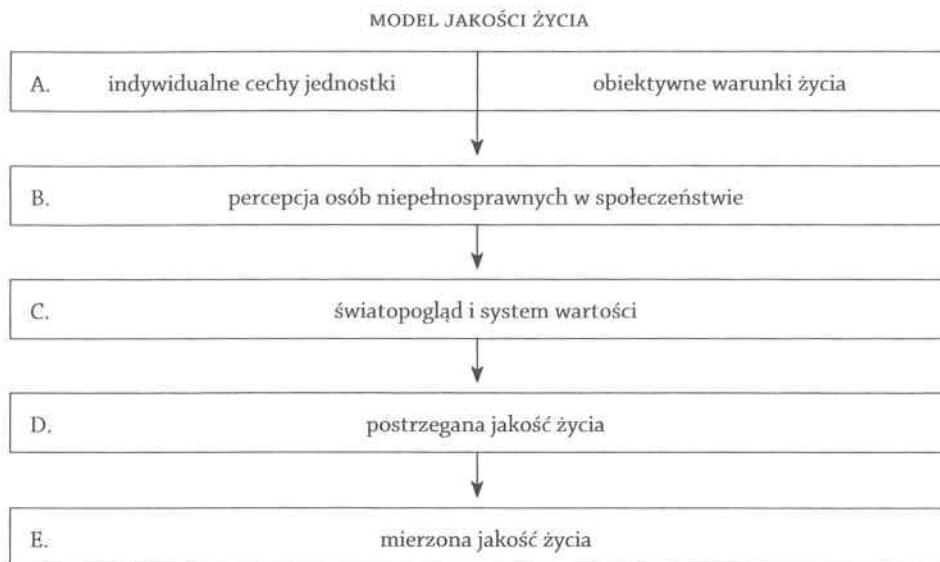 MODEL JAKOŚCI ŻYCIA
A. indywidualne cechy jednostki obiektywne warunki życia
B. percepcja osób niepełnosprawnych w społeczeństwie
C. światopogląd i system wartości
D. postrzegana jakość życia
E. mierzona jakość życia